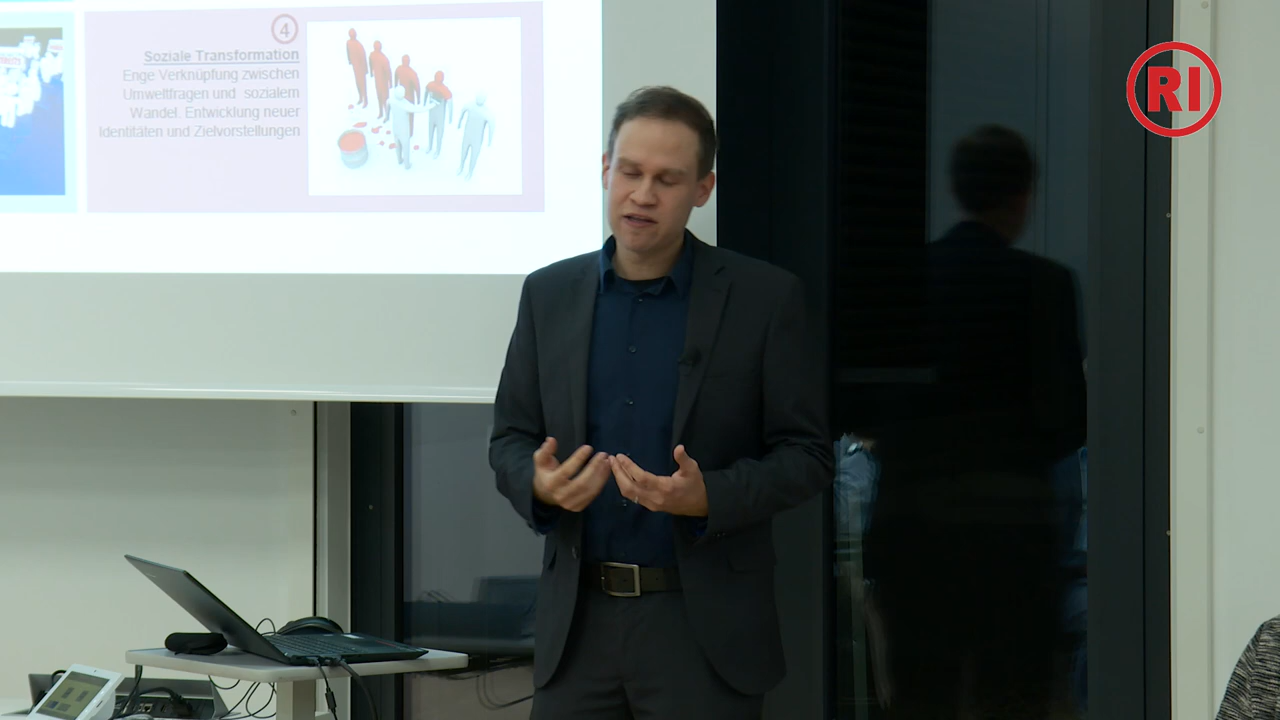 4
Soziale Transformation
Enge Verknüpfung zwischen
Umweltfragen und sozialem
Wandel. Entwicklung neuer
Identitäten und Zielvorstellungen
RI